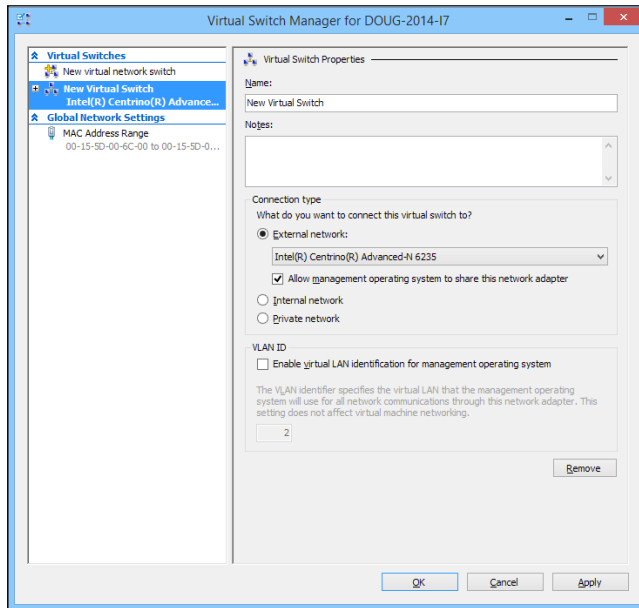 Virtual Switch Manager for DOUG-2014-I7
Virtual Switches
New virtual network switch
New Virtual Switch
Intel(R) Centrino(R) Advance...
Global Network Settings
MAC Address Range
00-15-5D-00-6C-00 to 00-15-5D-0...
Virtual Switch Properties
Name:
New Virtual Switch
Notes:
Connection type
What do you want to connect this virtual switch to?
External network:
Intel(R) Centrino(R) Advanced-N 6235
Allow management operating system to share this network adapter
Internal network
Private network
VLAN ID
Enable virtual LAN identification for management operating system
The VLAN identifier specifies the virtual LAN that the management operating
system will use for all network communications through this network adapter. This
setting does not affect virtual machine networking.
2
Remove
OK
Cancel
Apply